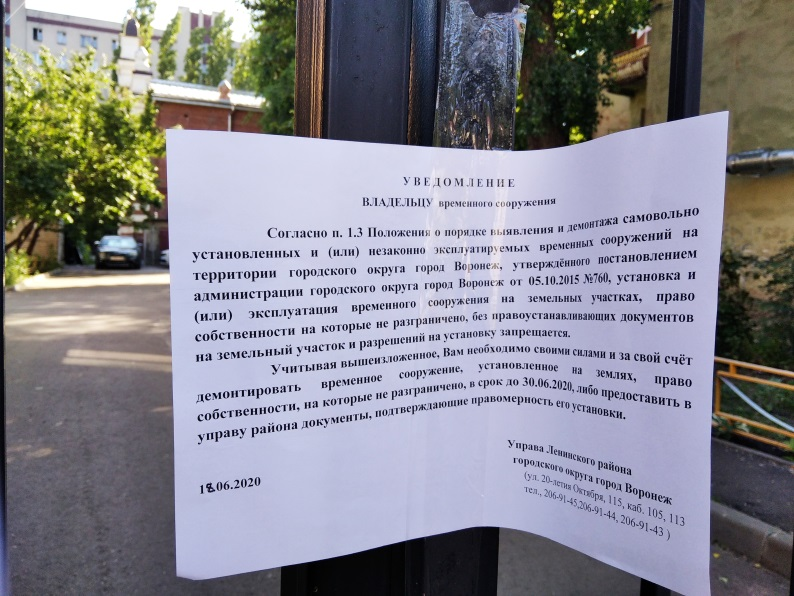 УВЕДОМЛЕНИЕ
ВЛАДЕЛЬЦУ временного сооружения
Согласно п. 1.3 Положения о порядке выявления и демонтажа самовольно
установленных и (или) незаконно эксплуатируемых временных сооружений на
территории городского округа город Воронеж, утверждённого постановлением
администрации городского округа город Воронеж от 05.10.2015 №760, установка и
(или) эксплуатация временного сооружения на земельных участках, право
собственности на которые не разграничено, без правоустанавливающих документов
на земельный участок и разрешений на установку запрещается.
Учитывая вышеизложенное, Вам необходимо своими силами и за свой счёт
демонтировать временное сооружение, установленное на землях, право
собственности, на которые не разграничено, в срок до 30.06.2020, либо предоставить в
управу района документы, подтверждающие правомерность его установки.
Управа Ленинского района
городского округа город Воронеж
(ул. 20-летия Октября, 115, каб. 105, 113
тел., 206-91-45,206-91-44, 206-91-43 )
18.06.2020